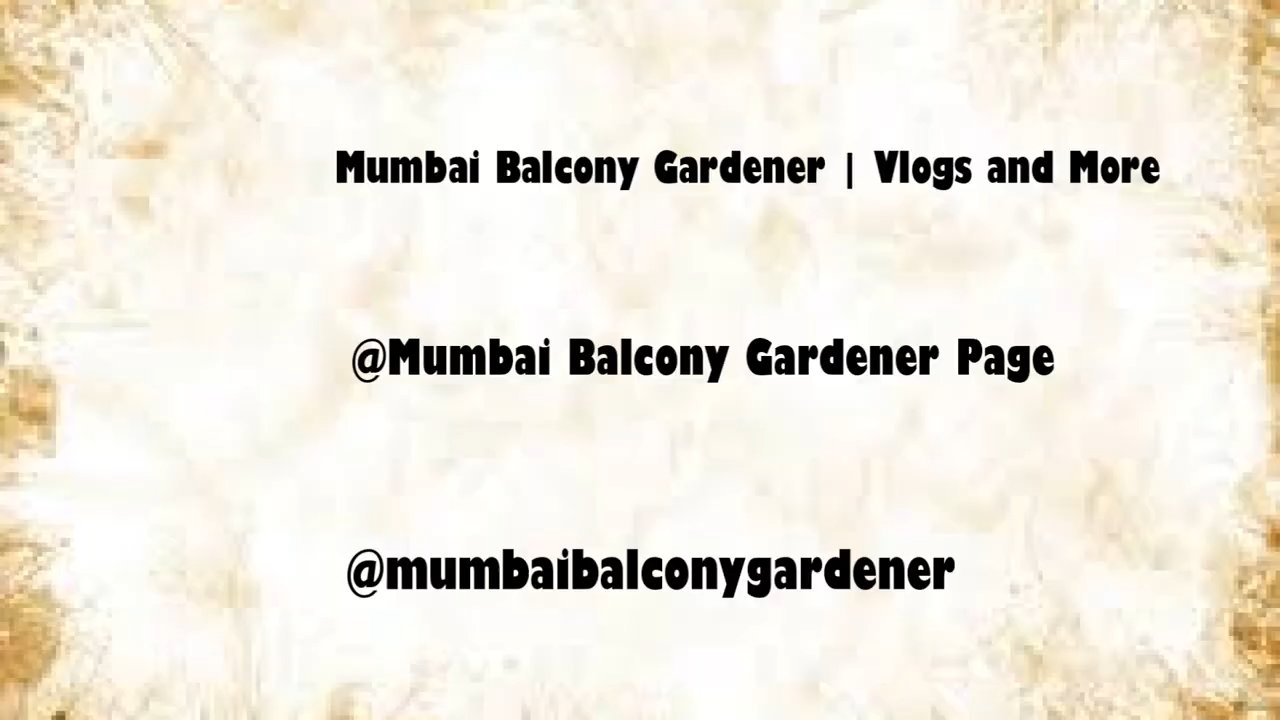 Mumbai Balcony Gardener | Vlogs and More
@Mumbai Balcony Gardener Page
@mumbaibalconygardener